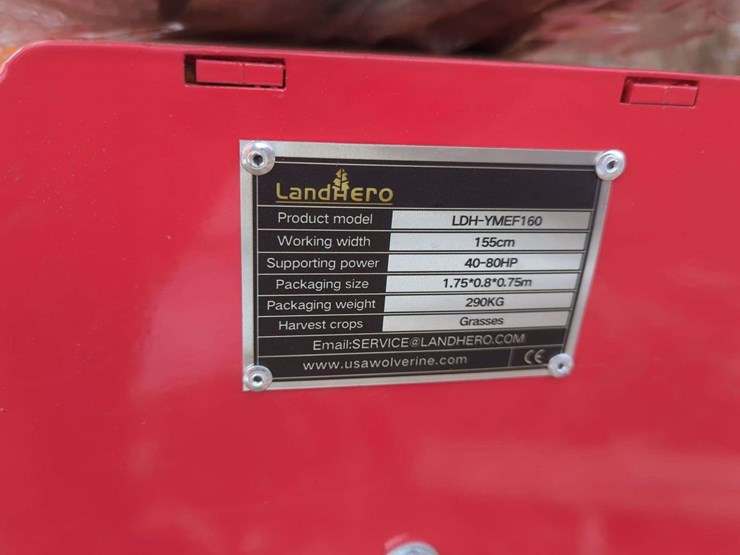 LandHero
Product model LDH-YMEF160
Working width 155cm
Supporting power 40-80HP
Packaging size 1.75*0.8*0.75m
Packaging weight 290KG
Harvest crops Grasses
Email:SERVICE@LANDHERO.COM
www.usawolverine.com CE